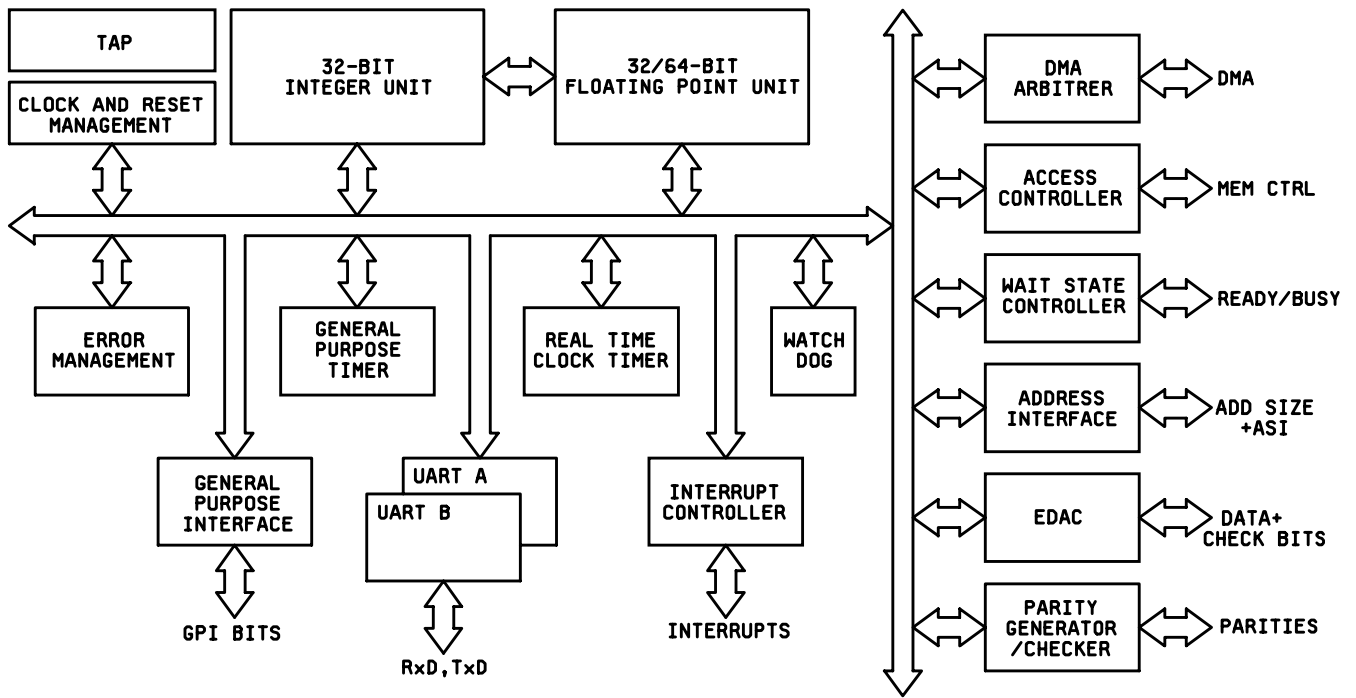 TAP
CLOCK AND RESET
MANAGEMENT
32-BIT
INTEGER UNIT
32/64-BIT
FLOATING POINT UNIT
DMA
ARBITRER
DMA
ACCESS
CONTROLLER
MEM CTRL
WAIT STATE
CONTROLLER
READY/BUSY
ADDRESS
INTERFACE
ADD SIZE
+ASI
EDAC
DATA+
CHECK BITS
PARITY
GENERATOR
/CHECKER
PARITIES
ERROR
MANAGEMENT
GENERAL
PURPOSE
TIMER
REAL TIME
CLOCK TIMER
WATCH
DOG
GENERAL
PURPOSE
INTERFACE
GPI BITS
UART A
UART B
RxD,TxD
INTERRUPT
CONTROLLER
INTERRUPTS